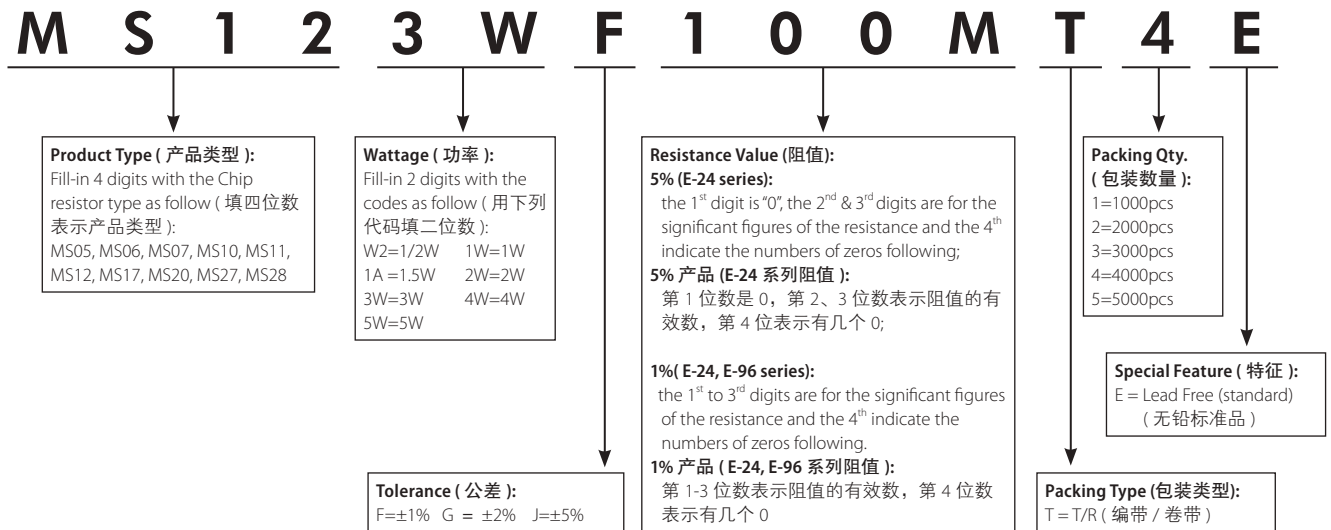 M S 1 2 3 W F 1 0 0 M T 4 E
Product Type ( 产品类型 ):
Fill-in 4 digits with the Chip
resistor type as follow ( 填四位数
表示产品类型 ):
MS05, MS06, MS07, MS10, MS11,
MS12, MS17, MS20, MS27, MS28
Wattage ( 功率 ):
Fill-in 2 digits with the
codes as follow ( 用下列
代码填二位数 ):
W2=1/2W 1W=1W
1A =1.5W 2W=2W
3W=3W 4W=4W
5W=5W
Tolerance ( 公差 ):
F=±1% G = ±2% J=±5%
Resistance Value (阻值):
5% (E-24 series):
the 1st digit is “0”, the 2nd & 3rd digits are for the
significant figures of the resistance and the 4th
indicate the numbers of zeros following;
5% 产品 (E-24 系列阻值 ):
第 1 位数是 0，第 2、3 位数表示阻值的有
效数，第 4 位表示有几个 0;
1%( E-24, E-96 series):
the 1st to 3rd digits are for the significant figures
of the resistance and the 4th indicate the
numbers of zeros following.
1% 产品 ( E-24, E-96 系列阻值 ):
第 1-3 位数表示阻值的有效数，第 4 位数
表示有几个 0
Packing Qty.
( 包装数量 ):
1=1000pcs
2=2000pcs
3=3000pcs
4=4000pcs
5=5000pcs
Special Feature ( 特征 ):
E = Lead Free (standard)
( 无铅标准品 )
Packing Type (包装类型):
T = T/R ( 编带 / 卷带 )